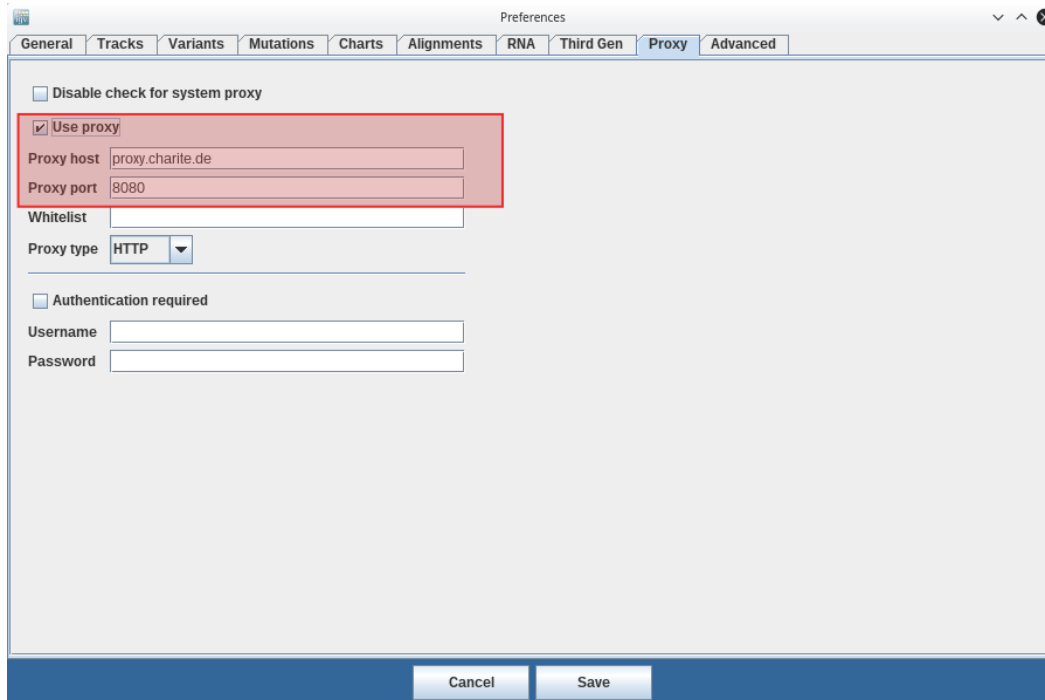 Preferences
General Tracks Variants Mutations Charts Alignments RNA Third Gen Proxy Advanced
Disable check for system proxy
Use proxy
Proxy host proxy.charite.de
Proxy port 8080
Whitelist
Proxy type HTTP
Authentication required
Username
Password
Cancel Save